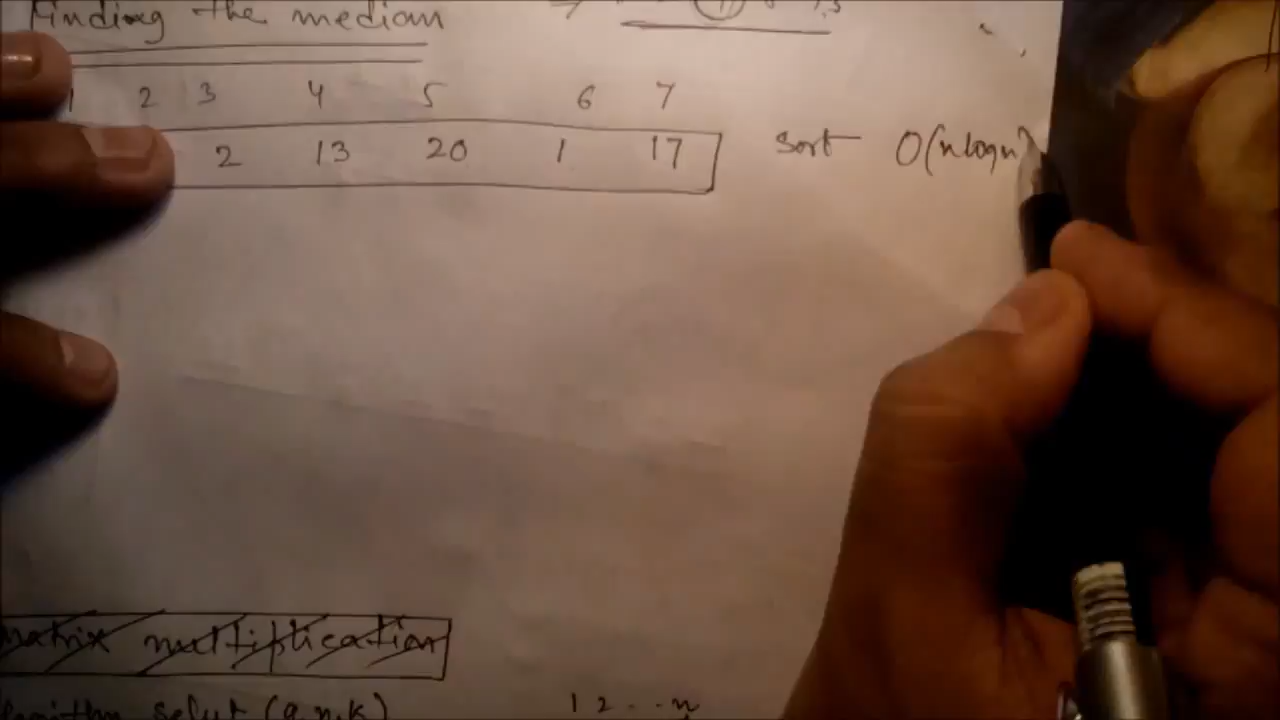 Finding the median
1 2 3 4 5 6 7
2 13 20 1 17 Sort O(n logn)
matrix multiplication
select (a,n,k) 1 2 . . n